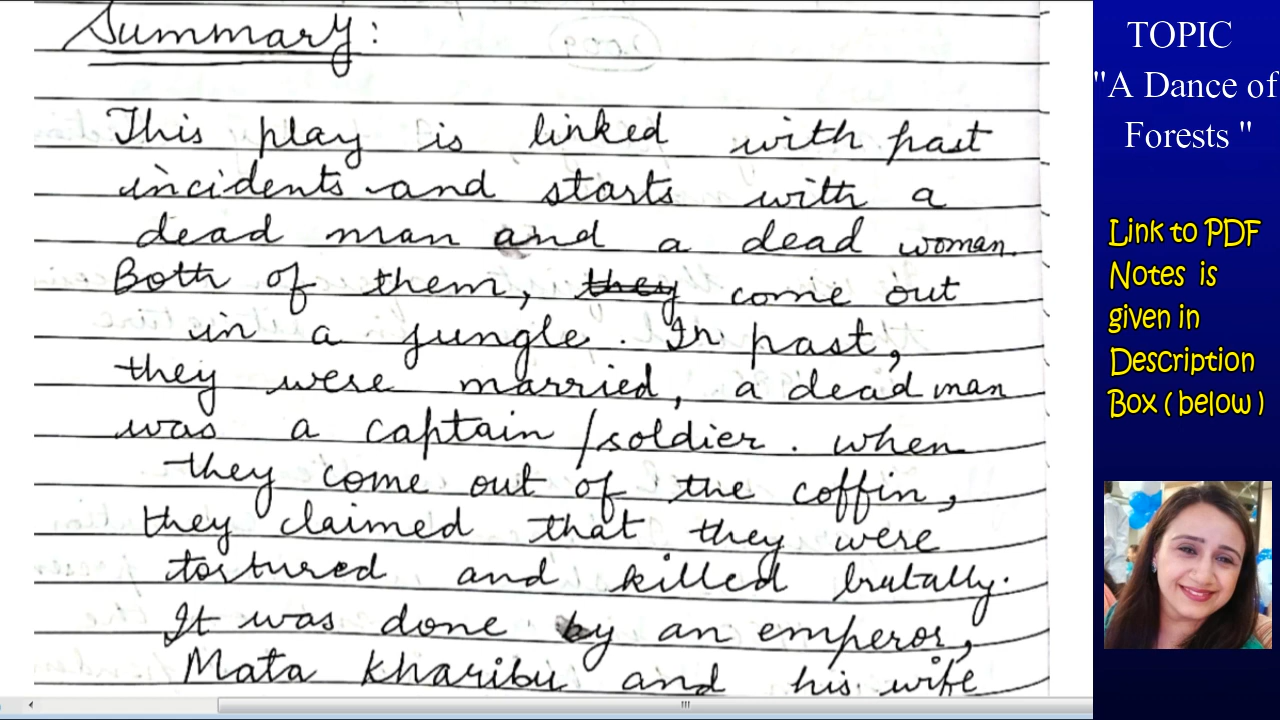 Summary:
This play is linked with past
incidents and starts with a
dead man and a dead woman.
Both of them, they come out
in a jungle. In past,
they were married, a dead man
was a captain/soldier. when
they come out of the coffin,
they claimed that they were
tortured and killed brutally.
It was done by an emperor,
Mata Kharibu and his wife
TOPIC
"A Dance of
Forests "
Link to PDF
Notes is
given in
Description
Box ( below )